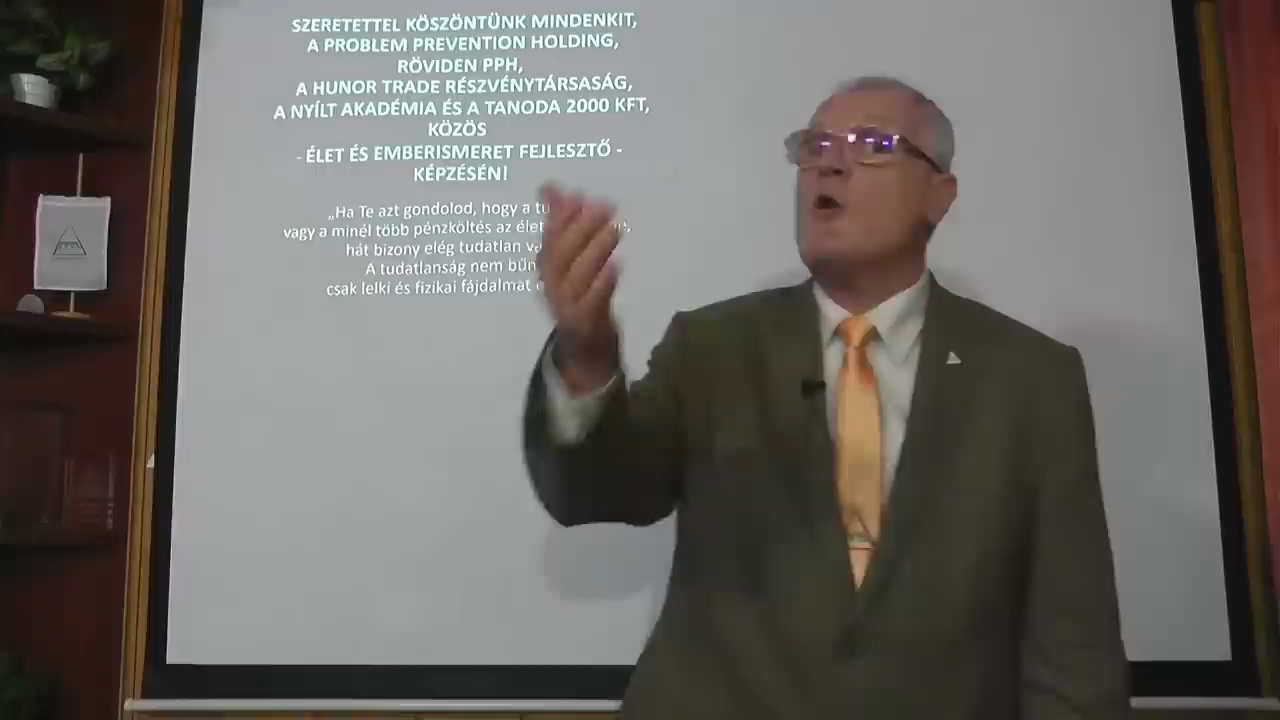 SZERETETTEL KÖSZÖNTÜNK MINDENKIT,
A PROBLEM PREVENTION HOLDING,
RÖVIDEN PPH,
A HUNOR TRADE RÉSZVÉNYTÁRSASÁG,
A NYÍLT AKADÉMIA ÉS A TANODA 2000 KFT,
KÖZÖS
- ÉLET ÉS EMBERISMERET FEJLESZTŐ -
KÉPZÉSÉN!
„Ha Te azt gondolod, hogy a
vagy a minél több pénzköltés az
hát bizony elég tudatlan
A tudatlanság nem bűn
csak lelki és fizikai fájdalmat